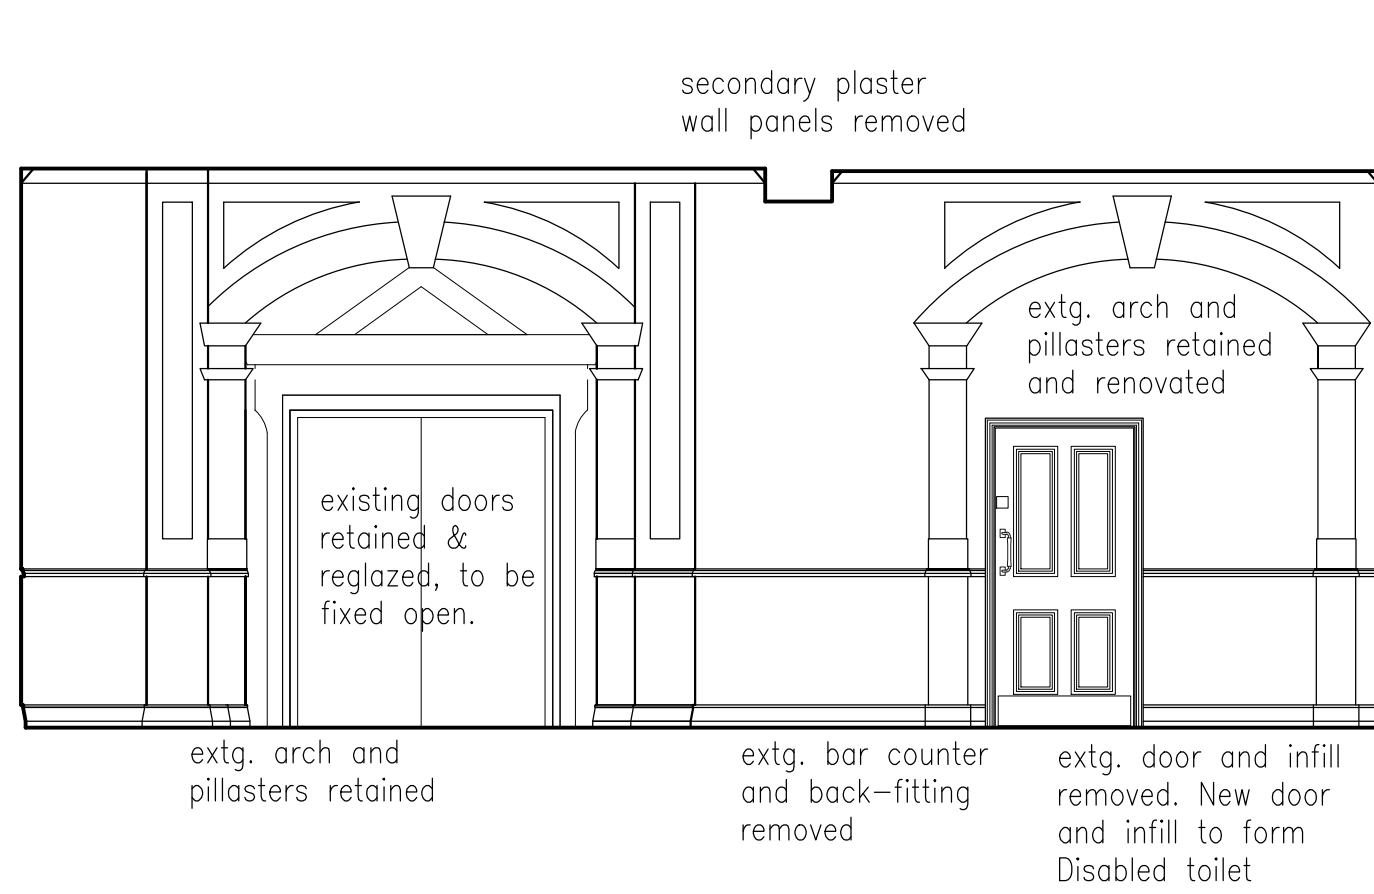 secondary plaster
wall panels removed
extg. arch and
pillasters retained
and renovated
existing doors
retained &
reglazed, to be
fixed open.
extg. arch and
pillasters retained
extg. bar counter
and back-fitting
removed
extg. door and infill
removed. New door
and infill to form
Disabled toilet